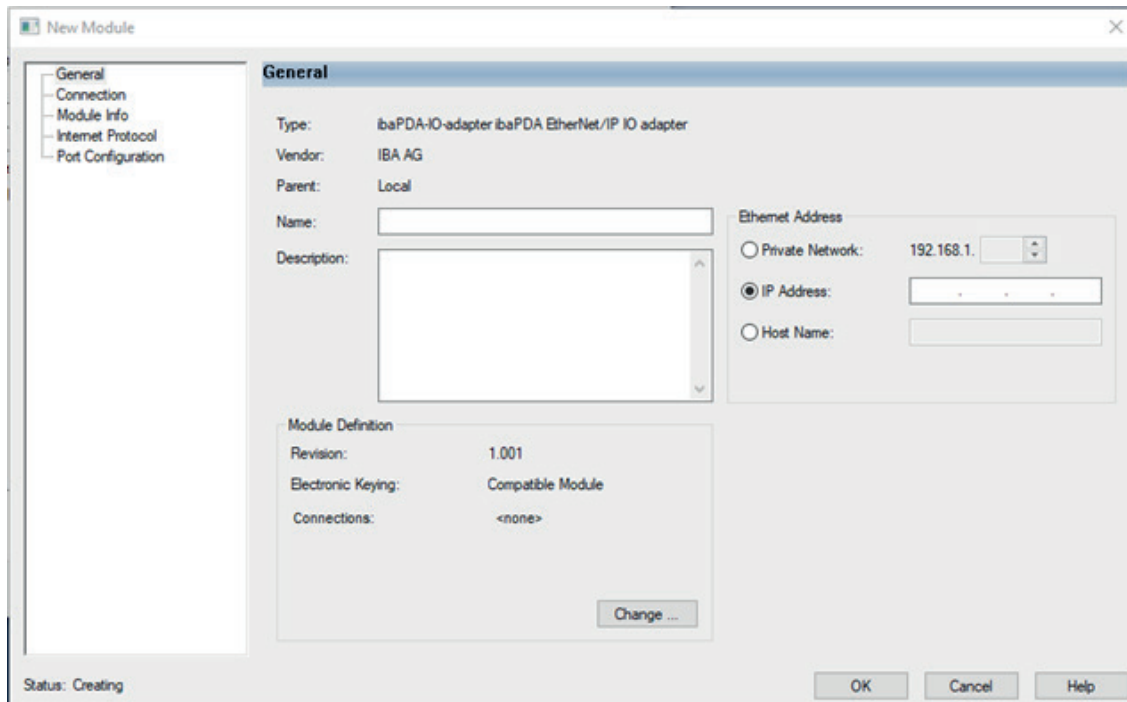 New Module
General
Connection
Module Info
Internet Protocol
Port Configuration
General
Type: ibaPDA-IO-adapter ibaPDA EtherNet/IP IO adapter
Vendor: IBA AG
Parent: Local
Name:
Description:
Ethernet Address
Private Network: 192.168.1.
IP Address: . . .
Host Name:
Module Definition
Revision: 1.001
Electronic Keying: Compatible Module
Connections: <none>
Change ...
Status: Creating
OK Cancel Help